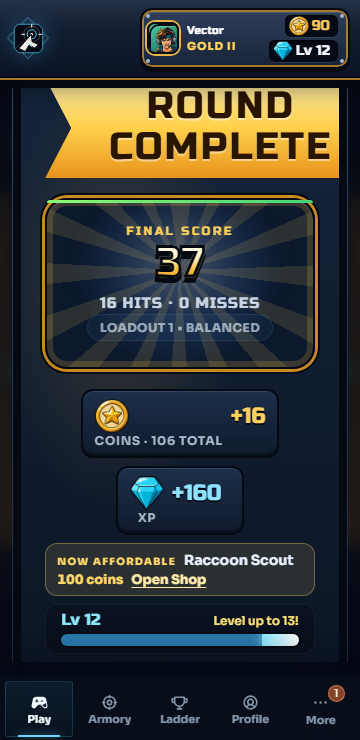 Vector
GOLD II
90
Lv 12
ROUND
COMPLETE
FINAL SCORE
37
16 HITS · 0 MISSES
LOADOUT 1 • BALANCED
+16
COINS · 106 TOTAL
+160
XP
NOW AFFORDABLE Raccoon Scout
100 coins Open Shop
Lv 12 Level up to 13!
1
Play Armory Ladder Profile More